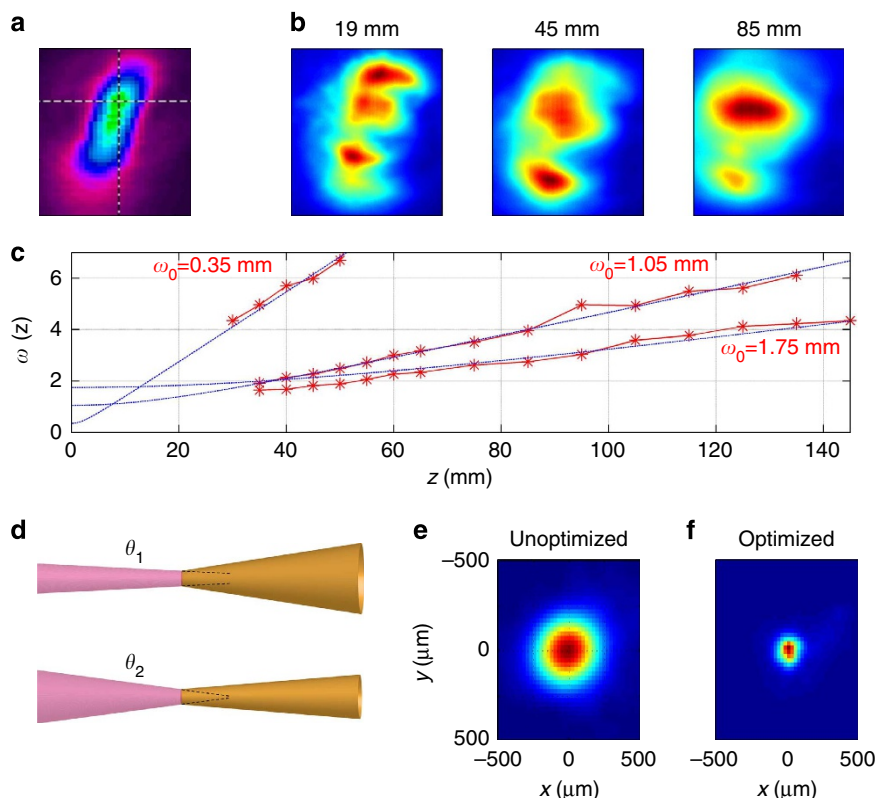 a
b
19 mm
45 mm
85 mm
c
ω0=0.35 mm
ω0=1.05 mm
ω0=1.75 mm
ω (z)
6
4
2
0
0 20 40 60 80 100 120 140
z (mm)
d
θ1
θ2
e
Unoptimized
f
Optimized
–500
0
500
y (μm)
–500 0 500
x (μm)
–500 0 500
x (μm)